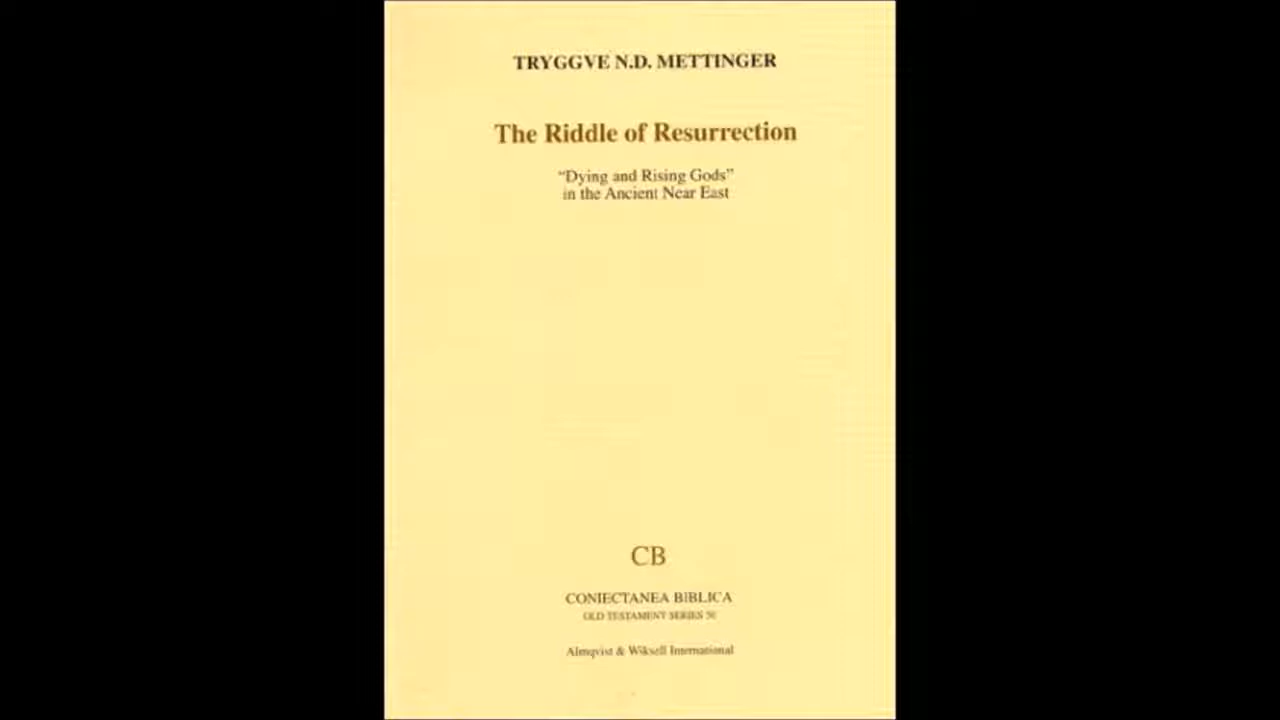 TRYGGVE N.D. METTINGER
The Riddle of Resurrection
“Dying and Rising Gods”
in the Ancient Near East
CB
CONIECTANEA BIBLICA
OLD TESTAMENT SERIES 50
Almqvist & Wiksell International